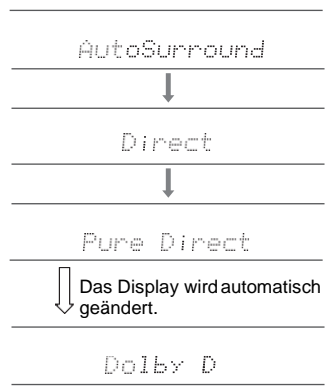 AutoSurround
Direct
Pure Direct
Das Display wird automatisch
geändert.
Dolby D